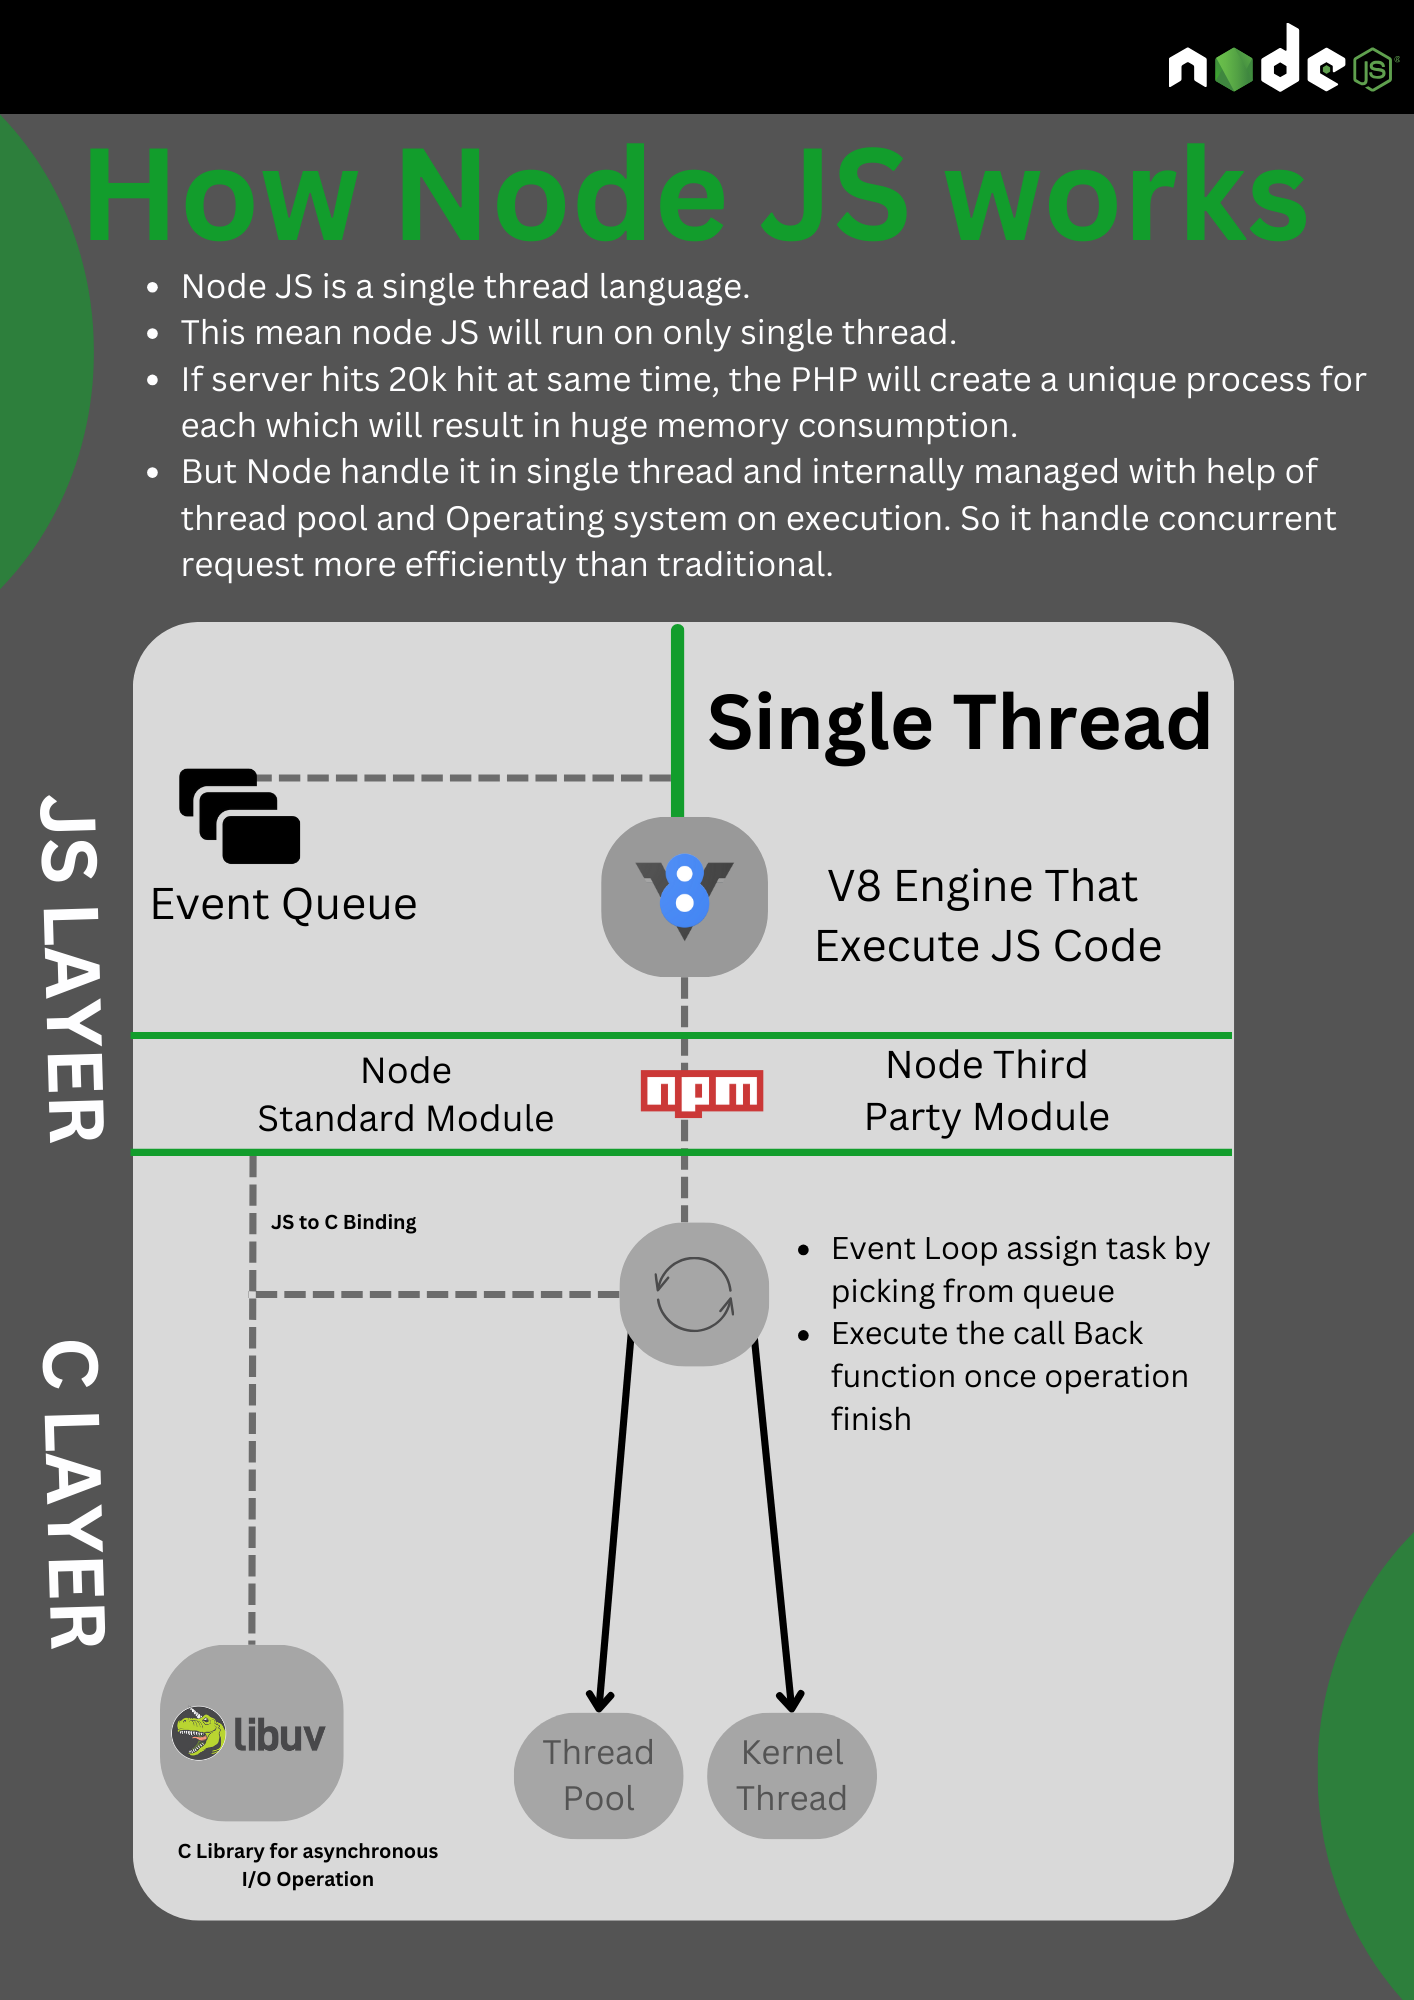 node JS
How Node JS works
Node JS is a single thread language.
This mean node JS will run on only single thread.
If server hits 20k hit at same time, the PHP will create a unique process for
each which will result in huge memory consumption.
But Node handle it in single thread and internally managed with help of
thread pool and Operating system on execution. So it handle concurrent
request more efficiently than traditional.
Single Thread
Event Queue
V8
V8 Engine That
Execute JS Code
JS LAYER
Node
Standard Module
npm
Node Third
Party Module
JS to C Binding
Event Loop assign task by
picking from queue
Execute the call Back
function once operation
finish
C LAYER
libuv
C Library for asynchronous
I/O Operation
Thread
Pool
Kernel
Thread